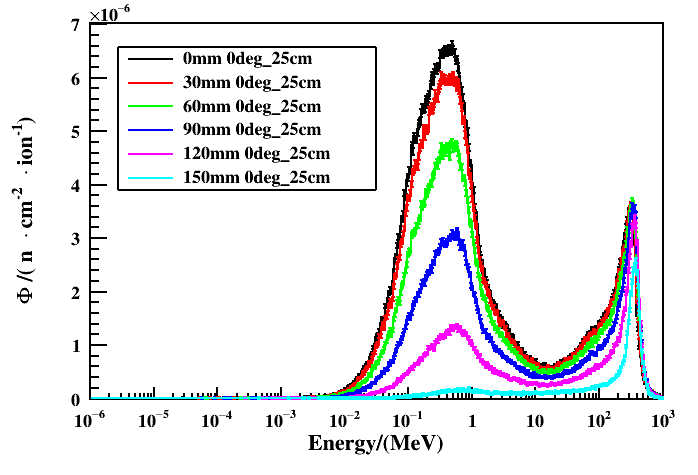 ×10⁻⁶
7
6
5
4
3
2
1
0
Φ /( n · cm⁻² · ion⁻¹)
0mm 0deg_25cm
30mm 0deg_25cm
60mm 0deg_25cm
90mm 0deg_25cm
120mm 0deg_25cm
150mm 0deg_25cm
10⁻⁶ 10⁻⁵ 10⁻⁴ 10⁻³ 10⁻² 10⁻¹ 1 10 10² 10³
Energy/(MeV)